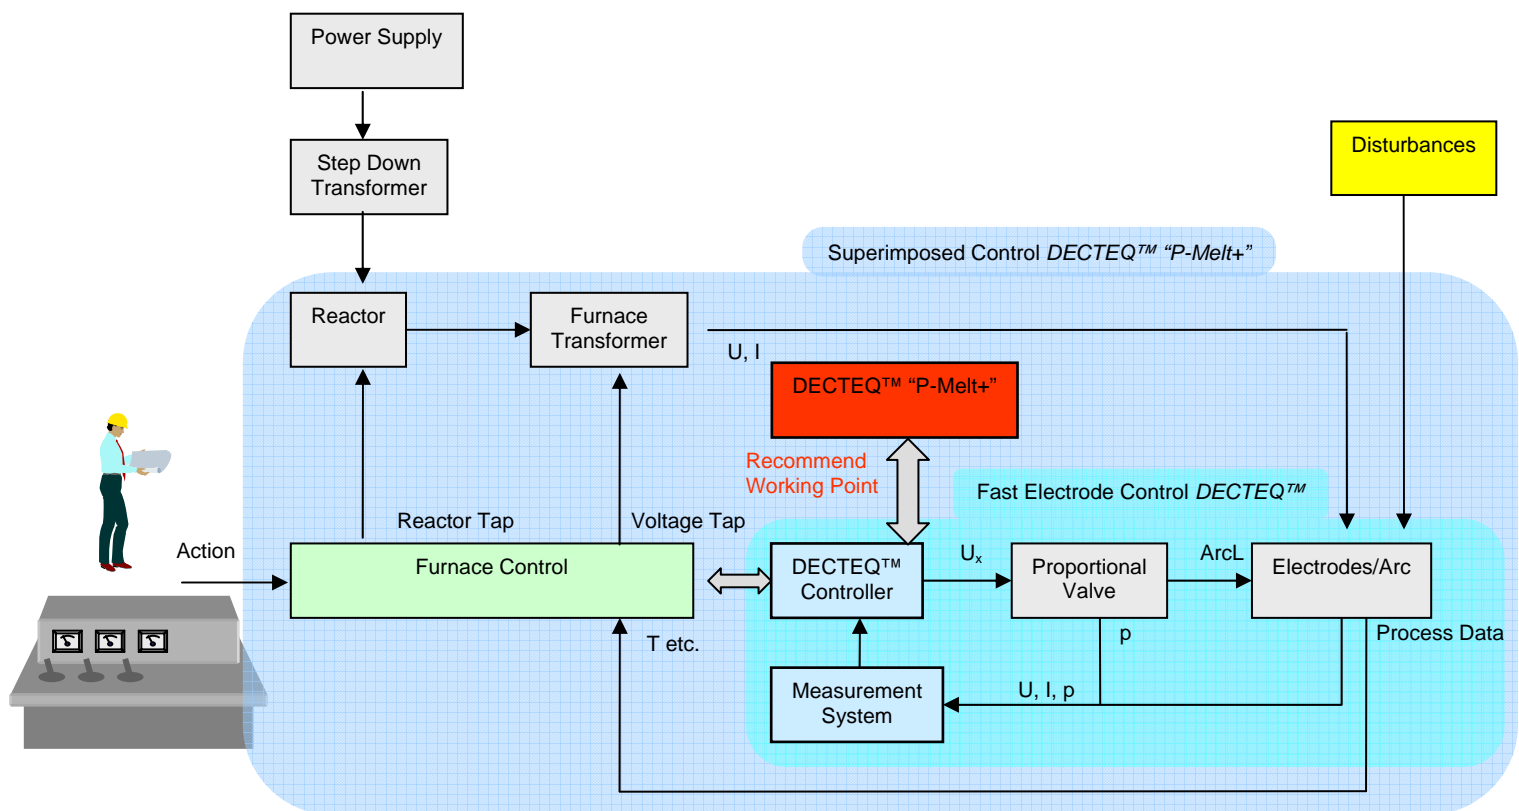 Power Supply
Step Down
Transformer
Disturbances
Superimposed Control DECTEQ™ “P-Melt+”
Reactor
Furnace
Transformer
U, I
DECTEQ™ “P-Melt+”
Recommend
Working Point
Fast Electrode Control DECTEQ™
Reactor Tap
Voltage Tap
Action
Furnace Control
DECTEQ™
Controller
Ux
Proportional
Valve
ArcL
Electrodes/Arc
T etc.
p
Process Data
Measurement
System
U, I, p